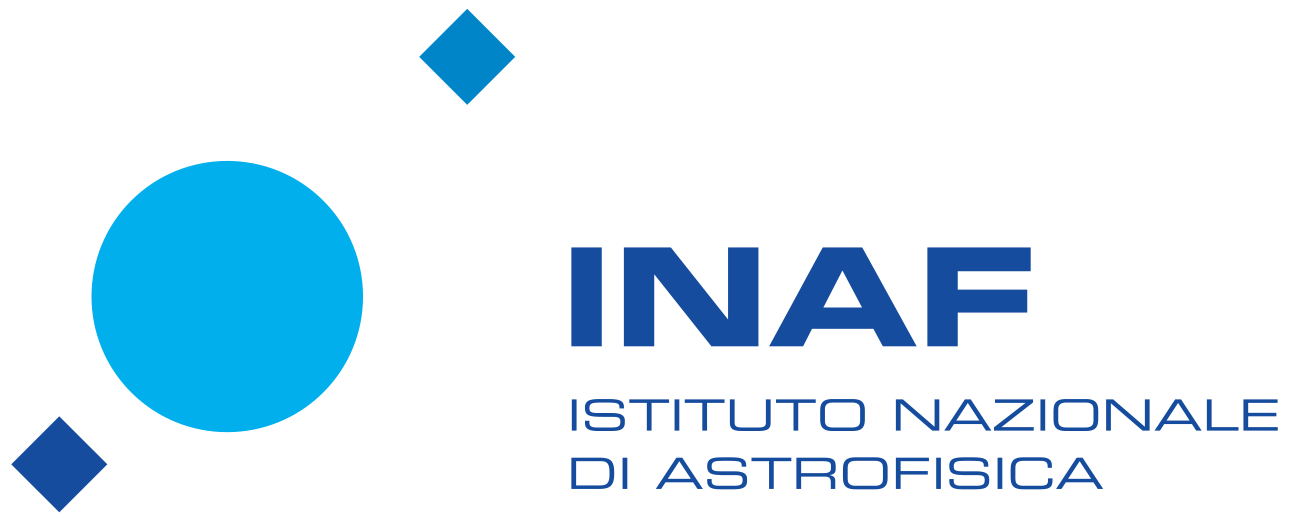 INAF
ISTITUTO NAZIONALE
DI ASTROFISICA